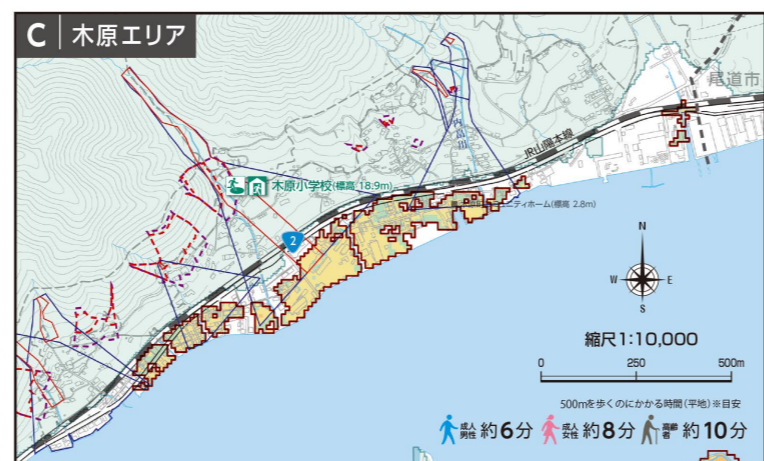 C 木原エリア
尾道市
JR山陽本線
木原小学校(標高 18.9m)
ニティホーム(標高 2.8m)
2
N
W E
S
縮尺1:10,000
0 250 500m
500mを歩くのにかかる時間(平地)※目安
成人男性 約6分 成人女性 約8分 高齢者 約10分